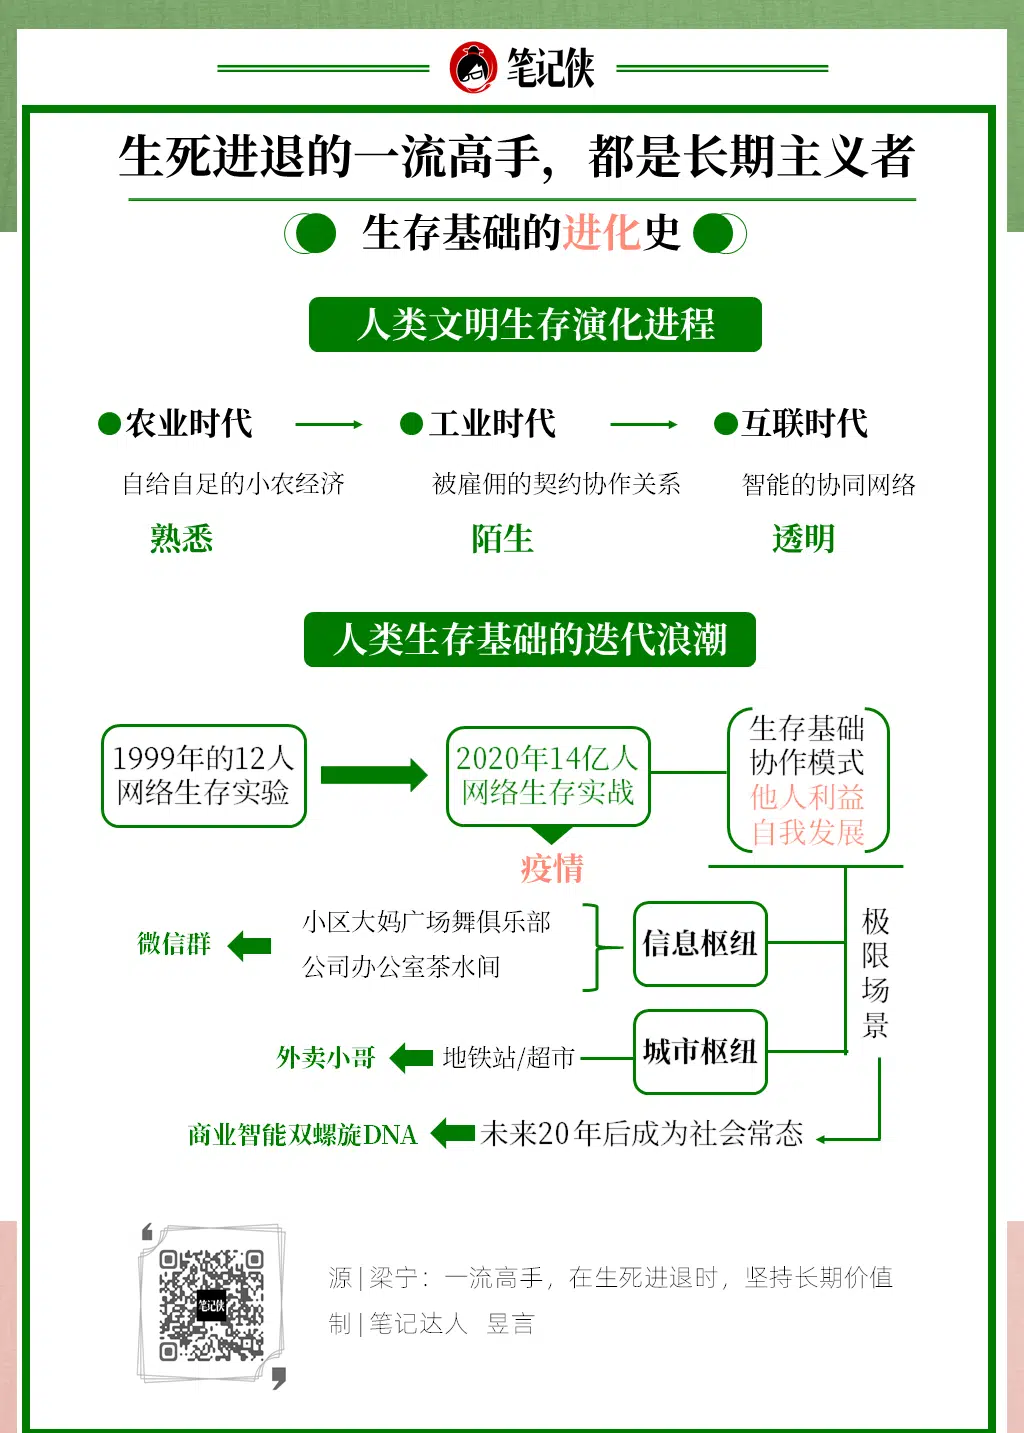 笔记侠
生死进退的一流高手，都是长期主义者
生存基础的进化史
人类文明生存演化进程
农业时代
工业时代
互联时代
自给自足的小农经济
被雇佣的契约协作关系
智能的协同网络
熟悉
陌生
透明
人类生存基础的迭代浪潮
1999年的12人
网络生存实验
2020年14亿人
网络生存实战
生存基础
协作模式
他人利益
自我发展
疫情
极限场景
微信群
小区大妈广场舞俱乐部
公司办公室茶水间
信息枢纽
外卖小哥
地铁站/超市
城市枢纽
商业智能双螺旋DNA
未来20年后成为社会常态
笔记侠
源 | 梁宁：一流高手，在生死进退时，坚持长期价值
制 | 笔记达人 昱言